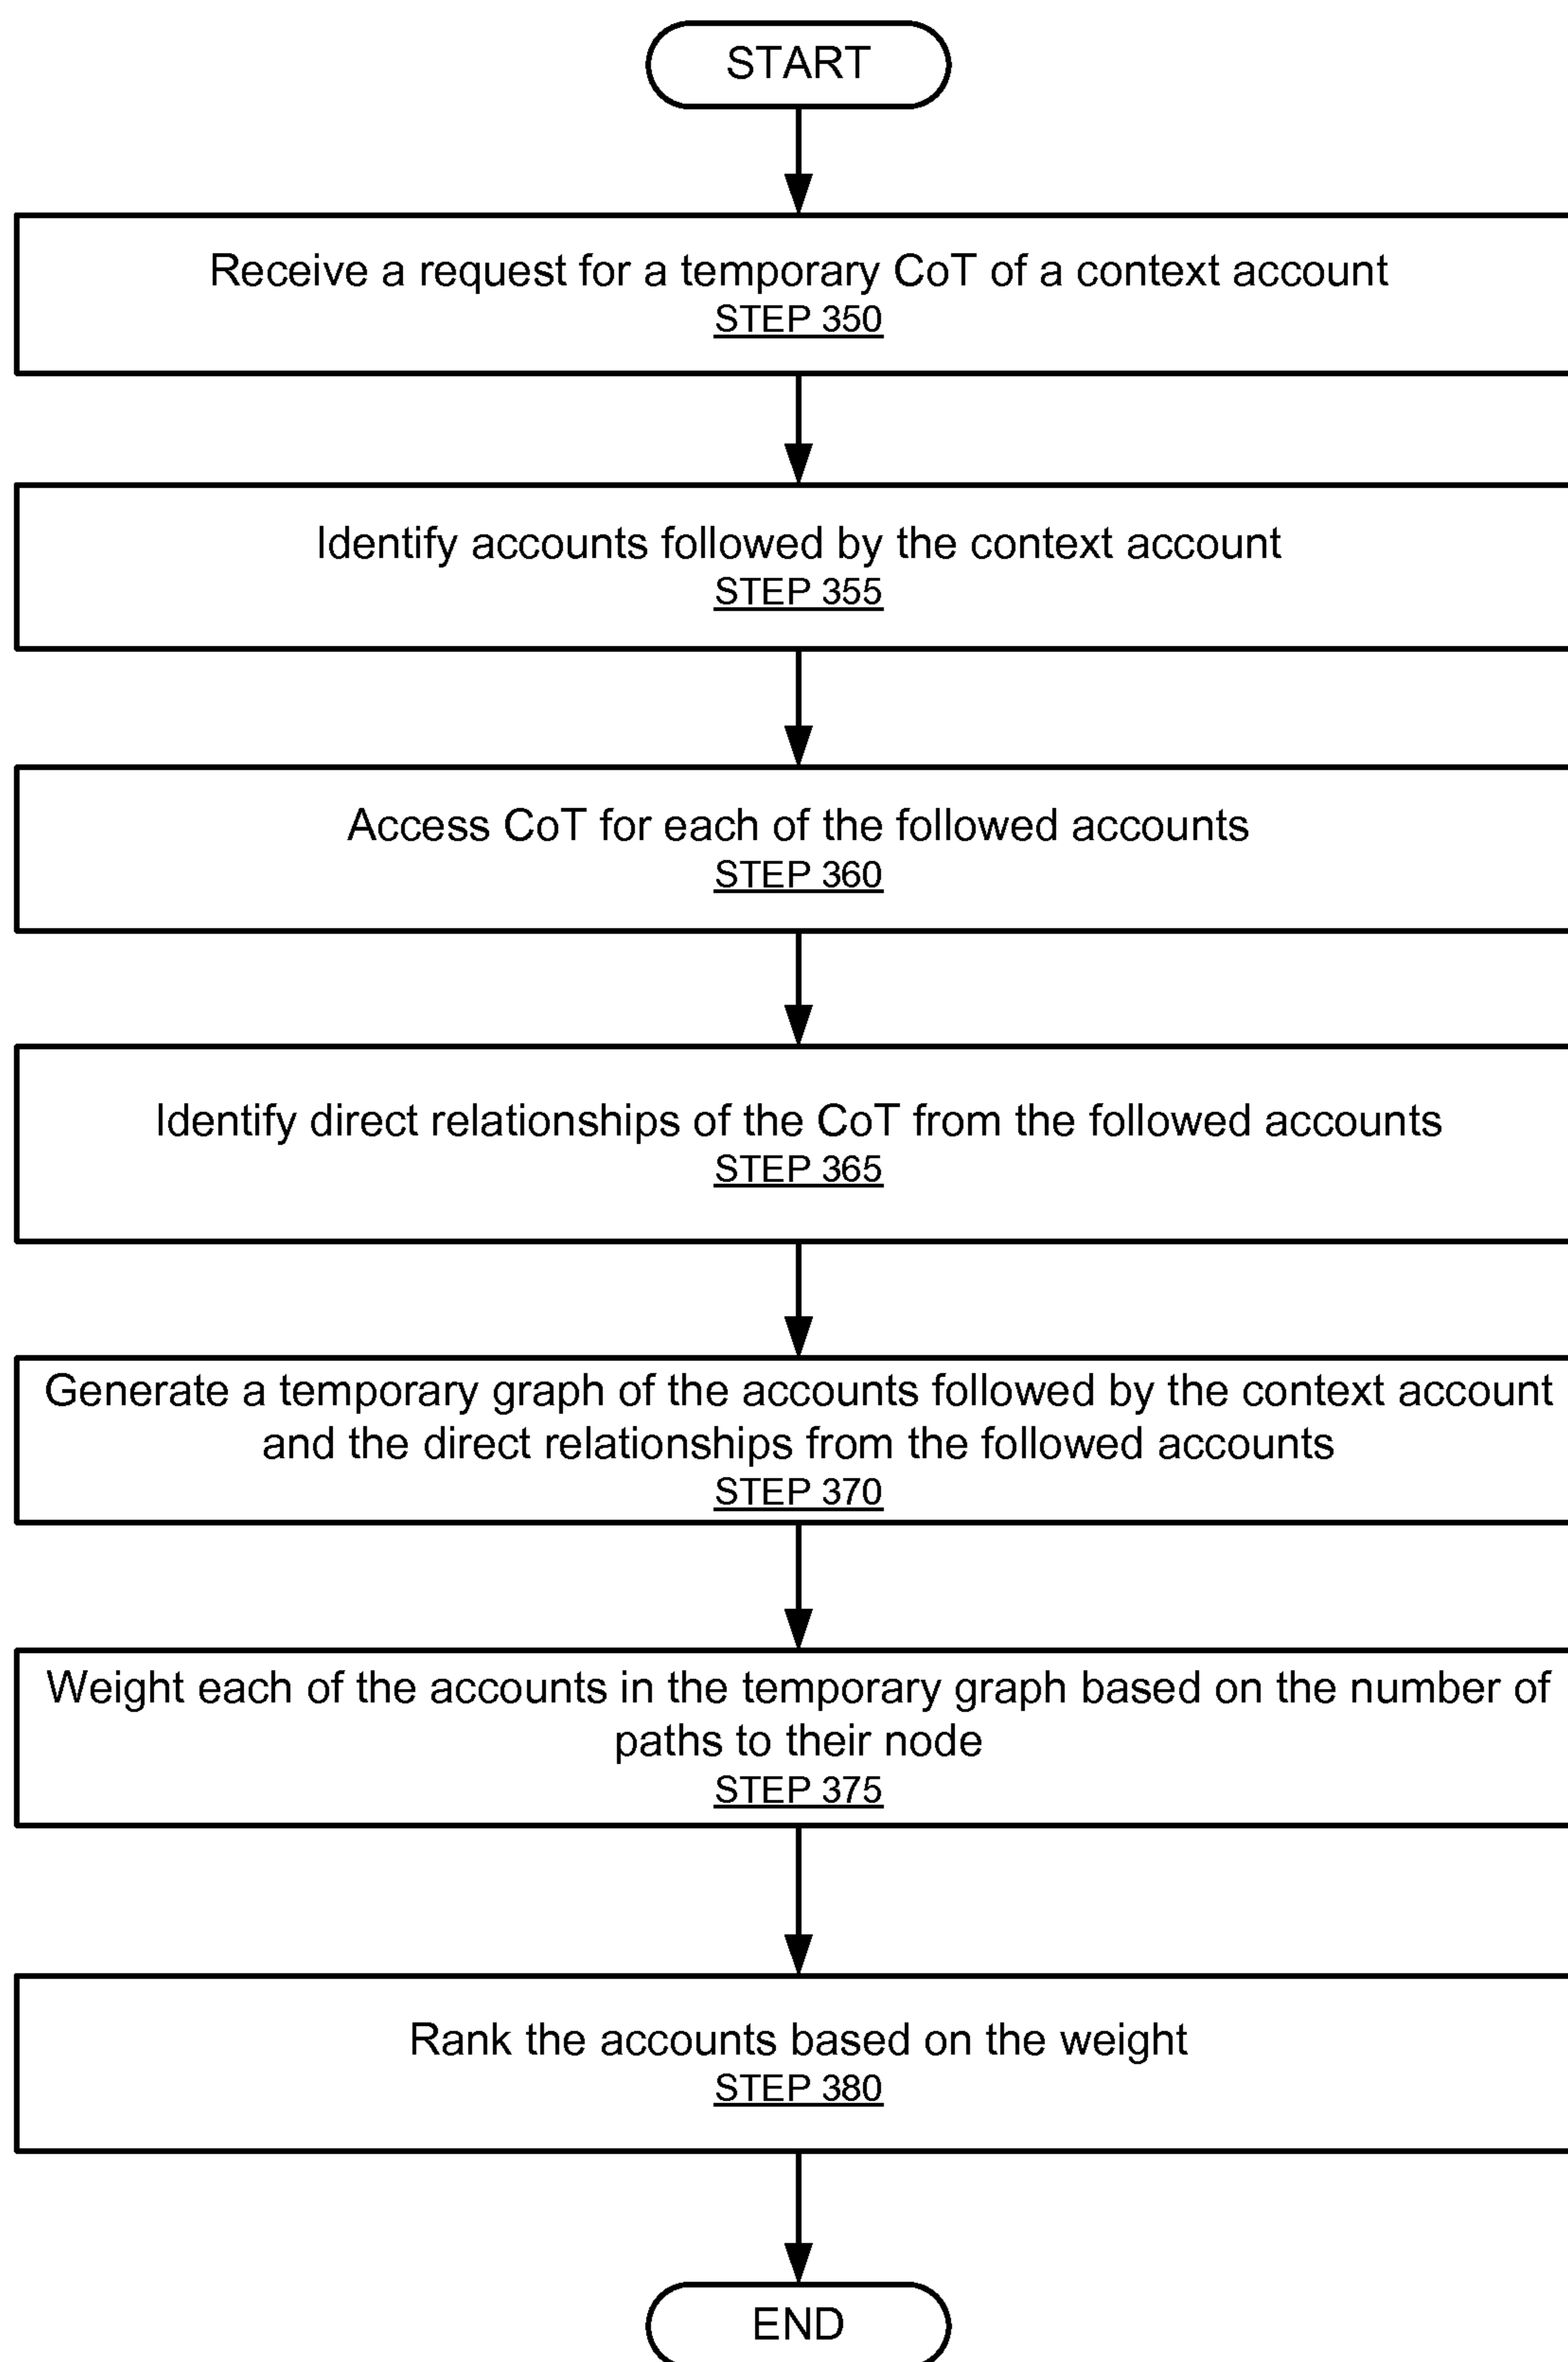 START
Receive a request for a temporary CoT of a context account
STEP 350
Identify accounts followed by the context account
STEP 355
Access CoT for each of the followed accounts
STEP 360
Identify direct relationships of the CoT from the followed accounts
STEP 365
Generate a temporary graph of the accounts followed by the context account
and the direct relationships from the followed accounts
STEP 370
Weight each of the accounts in the temporary graph based on the number of
paths to their node
STEP 375
Rank the accounts based on the weight
STEP 380
END